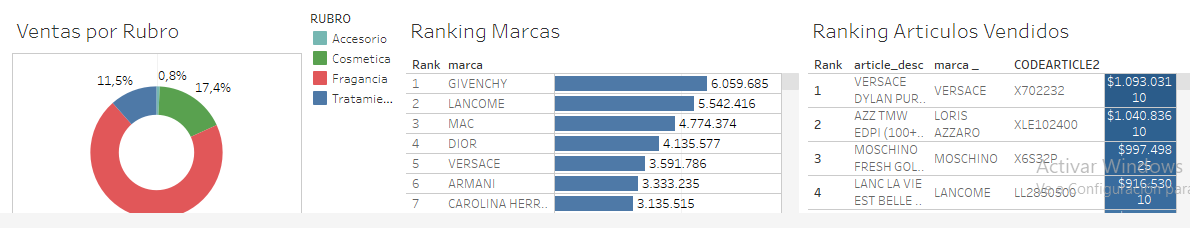 Ventas por Rubro
11,5%
0,8%
17,4%
RUBRO
Accesorio
Cosmetica
Fragancia
Tratamie...
Ranking Marcas
Rank marca
1 GIVENCHY 6.059.685
2 LANCOME 5.542.416
3 MAC 4.774.374
4 DIOR 4.135.577
5 VERSACE 3.591.786
6 ARMANI 3.333.235
7 CAROLINA HERR.. 3.135.515
Ranking Articulos Vendidos
Rank article_desc marca _ CODEARTICLE2
1 VERSACE DYLAN PUR.. VERSACE X702232 $1.093.031 10
2 AZZ TMW EDPI (100+.. LORIS AZZARO XLE102400 $1.040.836 10
3 MOSCHINO FRESH GOL.. MOSCHINO X6S32P $997.498 25
4 LANC LA VIE EST BELLE .. LANCOME LL2850500 $916.530 10
Activar Windows
Ve a Configuración para